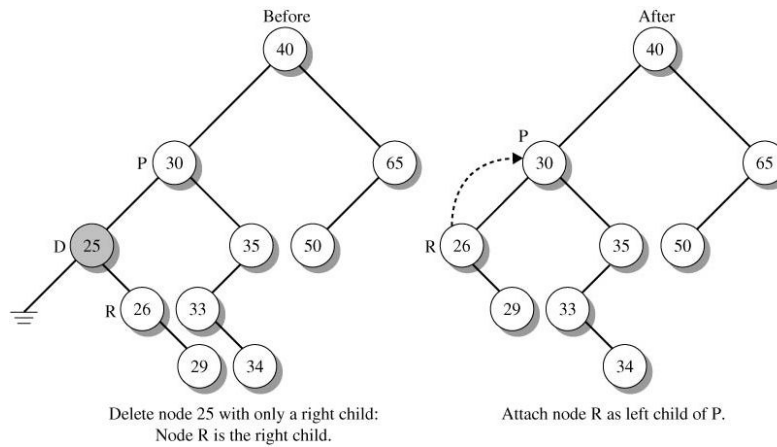 Before
40
P
30
65
D
25
35
50
R
26
33
29
34
Delete node 25 with only a right child:
Node R is the right child.
After
40
P
30
65
R
26
35
50
29
33
34
Attach node R as left child of P.